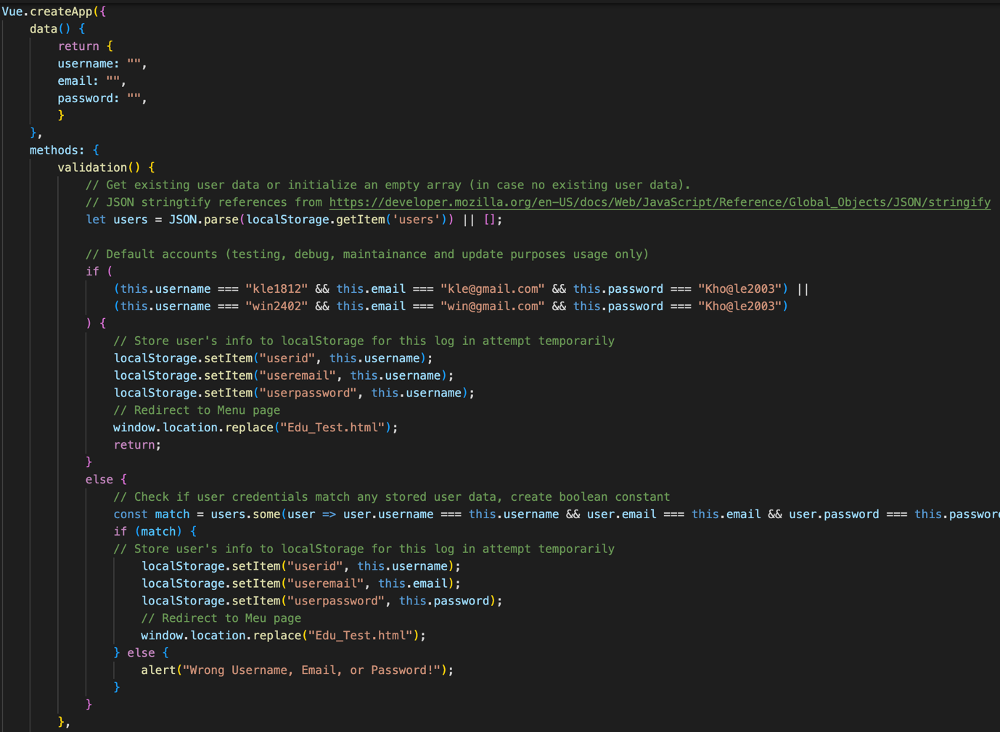 Vue.createApp({
data() {
return {
username: "",
email: "",
password: "",
}
},
methods: {
validation() {
// Get existing user data or initialize an empty array (in case no existing user data).
// JSON stringtify references from https://developer.mozilla.org/en-US/docs/Web/JavaScript/Reference/Global_Objects/JSON/stringify
let users = JSON.parse(localStorage.getItem('users')) || [];
// Default accounts (testing, debug, maintainance and update purposes usage only)
if (
(this.username === "kle1812" && this.email === "kle@gmail.com" && this.password === "Kho@le2003") ||
(this.username === "win2402" && this.email === "win@gmail.com" && this.password === "Kho@le2003")
) {
// Store user's info to localStorage for this log in attempt temporarily
localStorage.setItem("userid", this.username);
localStorage.setItem("useremail", this.username);
localStorage.setItem("userpassword", this.username);
// Redirect to Menu page
window.location.replace("Edu_Test.html");
return;
}
else {
// Check if user credentials match any stored user data, create boolean constant
const match = users.some(user => user.username === this.username && user.email === this.email && user.password === this.passwor
if (match) {
// Store user's info to localStorage for this log in attempt temporarily
localStorage.setItem("userid", this.username);
localStorage.setItem("useremail", this.email);
localStorage.setItem("userpassword", this.password);
// Redirect to Meu page
window.location.replace("Edu_Test.html");
} else {
alert("Wrong Username, Email, or Password!");
}
}
},